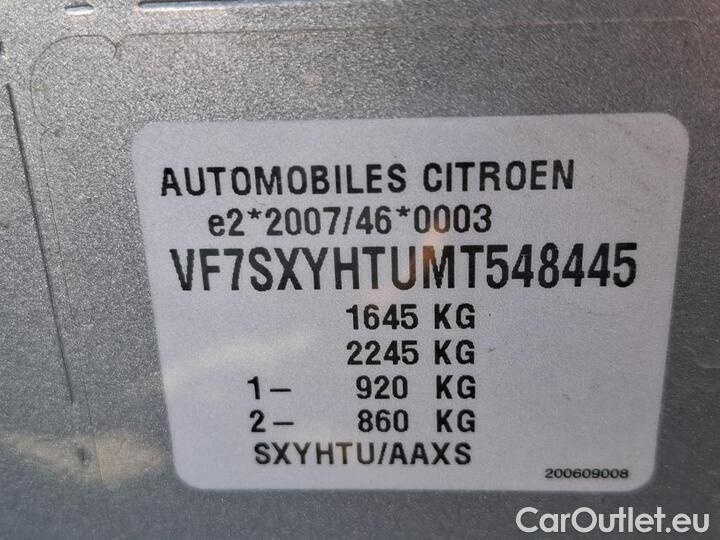 AUTOMOBILES CITROEN
e2*2007/46*0003
VF7SXYHTUMT548445
1645 KG
2245 KG
1- 920 KG
2- 860 KG
SXYHTU/AAXS
200609008
CarOutlet.eu